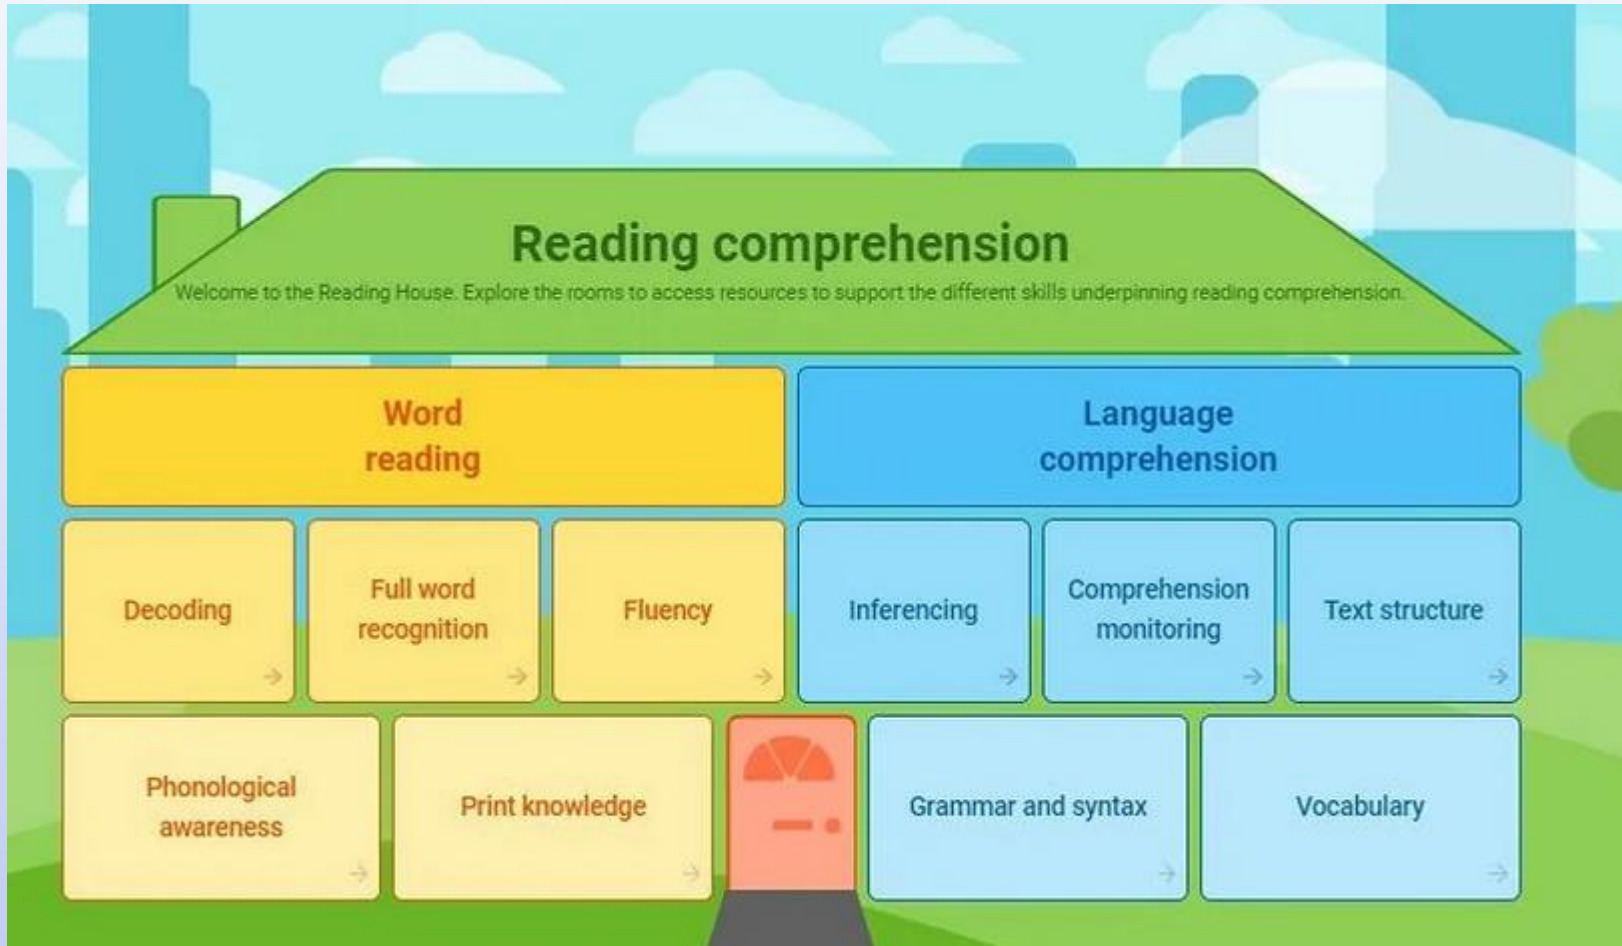 Reading comprehension
Welcome to the Reading House. Explore the rooms to access resources to support the different skills underpinning reading comprehension.
Word
reading
Language
comprehension
Decoding
Full word
recognition
Fluency
Inferencing
Comprehension
monitoring
Text structure
Phonological
awareness
Print knowledge
Grammar and syntax
Vocabulary